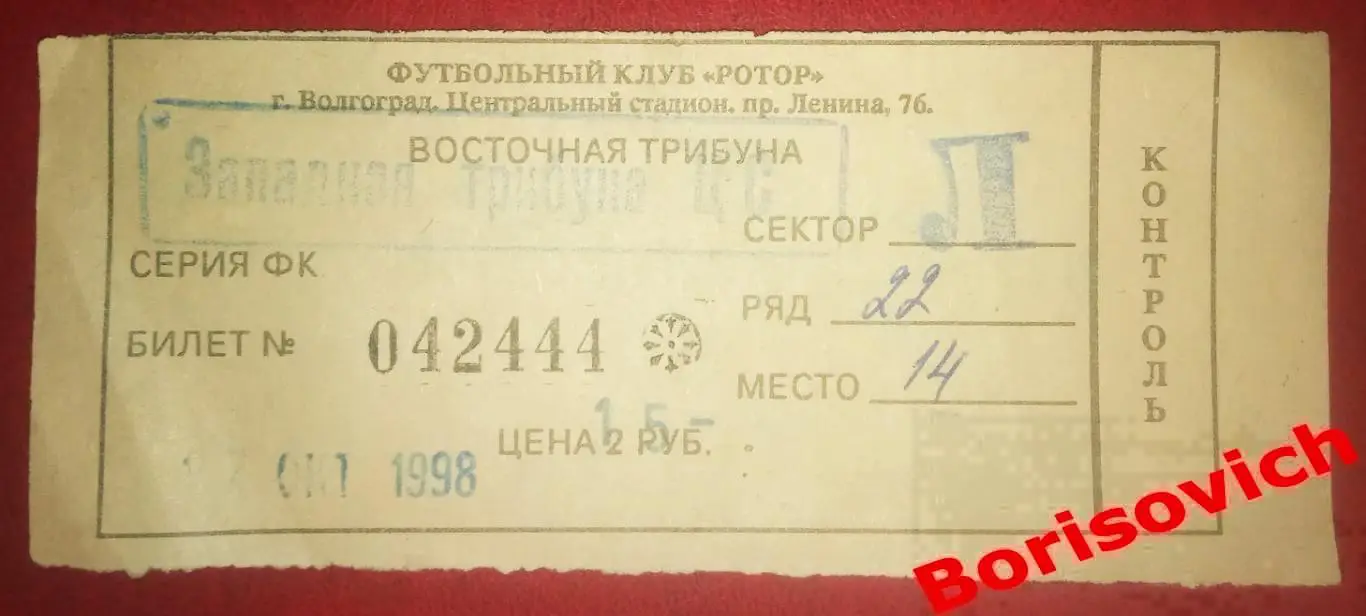 ФУТБОЛЬНЫЙ КЛУБ «РОТОР»
г. Волгоград. Центральный стадион. пр. Ленина, 76.
ВОСТОЧНАЯ ТРИБУНА
Западная трибуна ЦС
СЕКТОР Л
СЕРИЯ ФК
РЯД 22
БИЛЕТ № 042444
МЕСТО 14
15-
ЦЕНА 2 РУБ.
ОКТ 1998
КОНТРОЛЬ
Borisovich